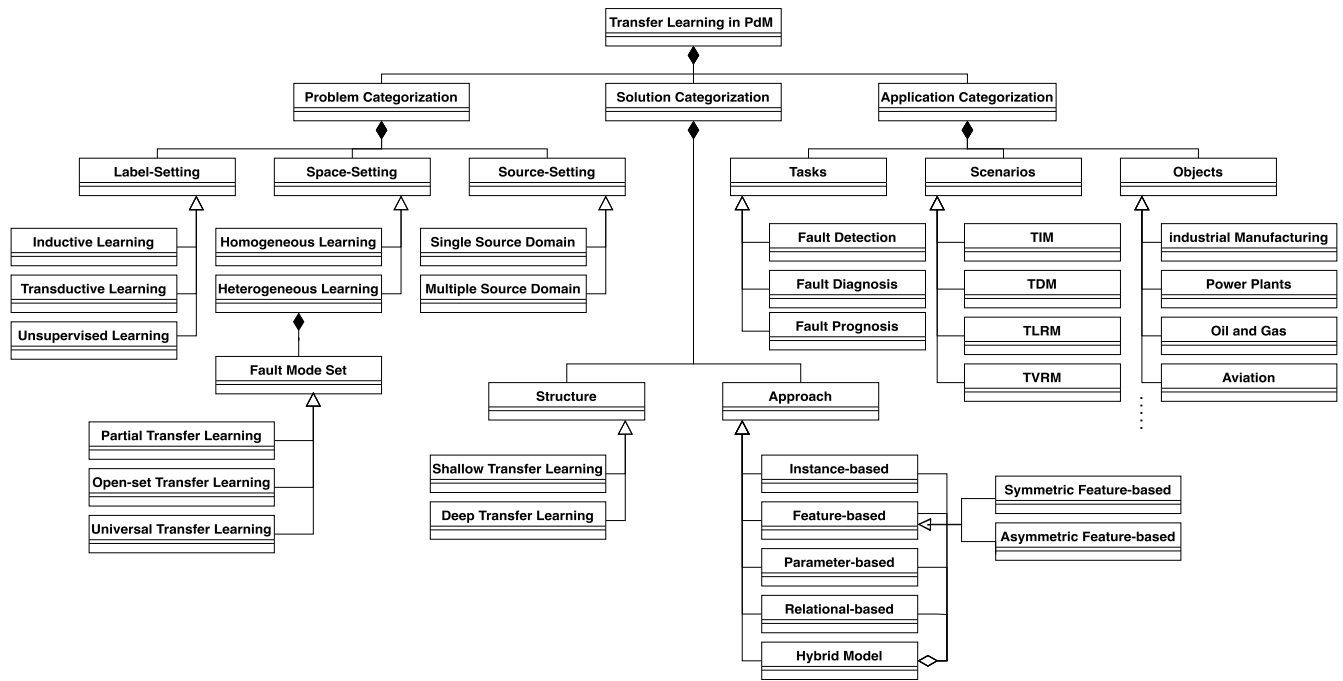 Transfer Learning in PdM
Problem Categorization
Solution Categorization
Application Categorization
Label-Setting
Space-Setting
Source-Setting
Tasks
Scenarios
Objects
Inductive Learning
Transductive Learning
Unsupervised Learning
Homogeneous Learning
Heterogeneous Learning
Fault Mode Set
Partial Transfer Learning
Open-set Transfer Learning
Universal Transfer Learning
Single Source Domain
Multiple Source Domain
Structure
Shallow Transfer Learning
Deep Transfer Learning
Approach
Instance-based
Feature-based
Parameter-based
Relational-based
Hybrid Model
Symmetric Feature-based
Asymmetric Feature-based
Fault Detection
Fault Diagnosis
Fault Prognosis
TIM
TDM
TLRM
TVRM
industrial Manufacturing
Power Plants
Oil and Gas
Aviation